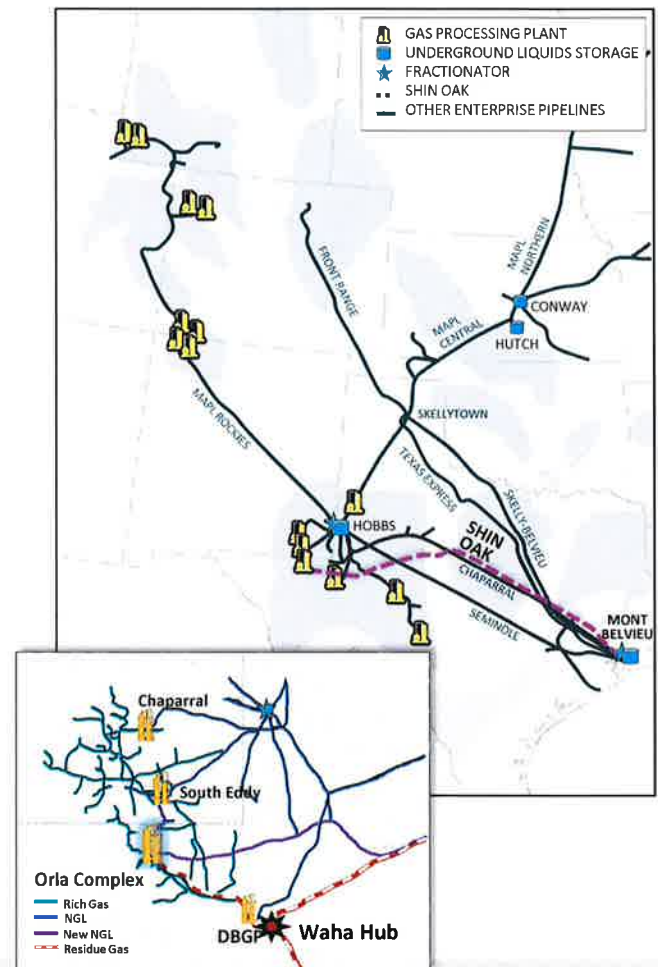 GAS PROCESSING PLANT
UNDERGROUND LIQUIDS STORAGE
FRACTIONATOR
SHIN OAK
OTHER ENTERPRISE PIPELINES
FRONT RANGE
MAPL
NORTHERN
CONWAY
HUTCH
MAPL
CENTRAL
SKELLYTOWN
MAPL ROCKIES
TEXAS EXPRESS
SKELLY-BELVIEU
HOBBS
SHIN
OAK
CHAPARRAL
SEMINOLE
MONT
BELVIEU
Chaparral
South Eddy
Orla Complex
Rich Gas
NGL
New NGL
Residue Gas
DBGP
Waha Hub